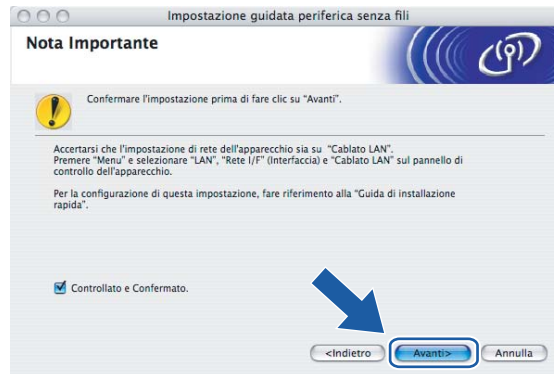 Impostazione guidata periferica senza fili
Nota Importante
Confermare l'impostazione prima di fare clic su "Avanti".
Accertarsi che l'impostazione di rete dell'apparecchio sia su "Cablato LAN".
Premere "Menu" e selezionare "LAN", "Rete I/F" (Interfaccia) e "Cablato LAN" sul pannello di
controllo dell'apparecchio.
Per la configurazione di questa impostazione, fare riferimento alla "Guida di installazione
rapida".
Controllato e Confermato.
<Indietro
Avanti>
Annulla